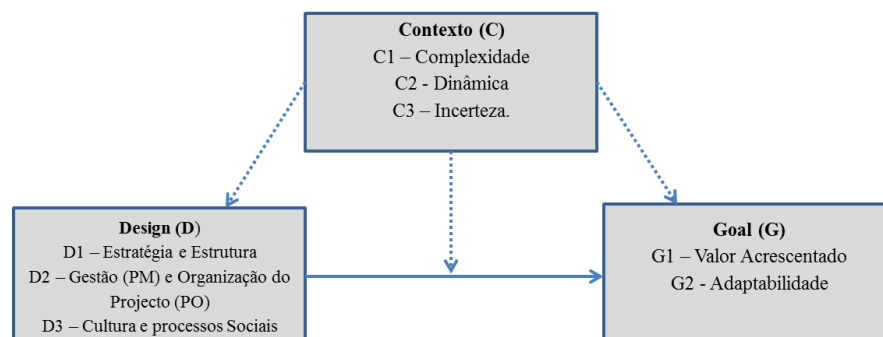 Contexto (C)
C1 – Complexidade
C2 - Dinâmica
C3 – Incerteza.
Design (D)
D1 – Estratégia e Estrutura
D2 – Gestão (PM) e Organização do
Projecto (PO)
D3 – Cultura e processos Sociais
Goal (G)
G1 – Valor Acrescentado
G2 - Adaptabilidade